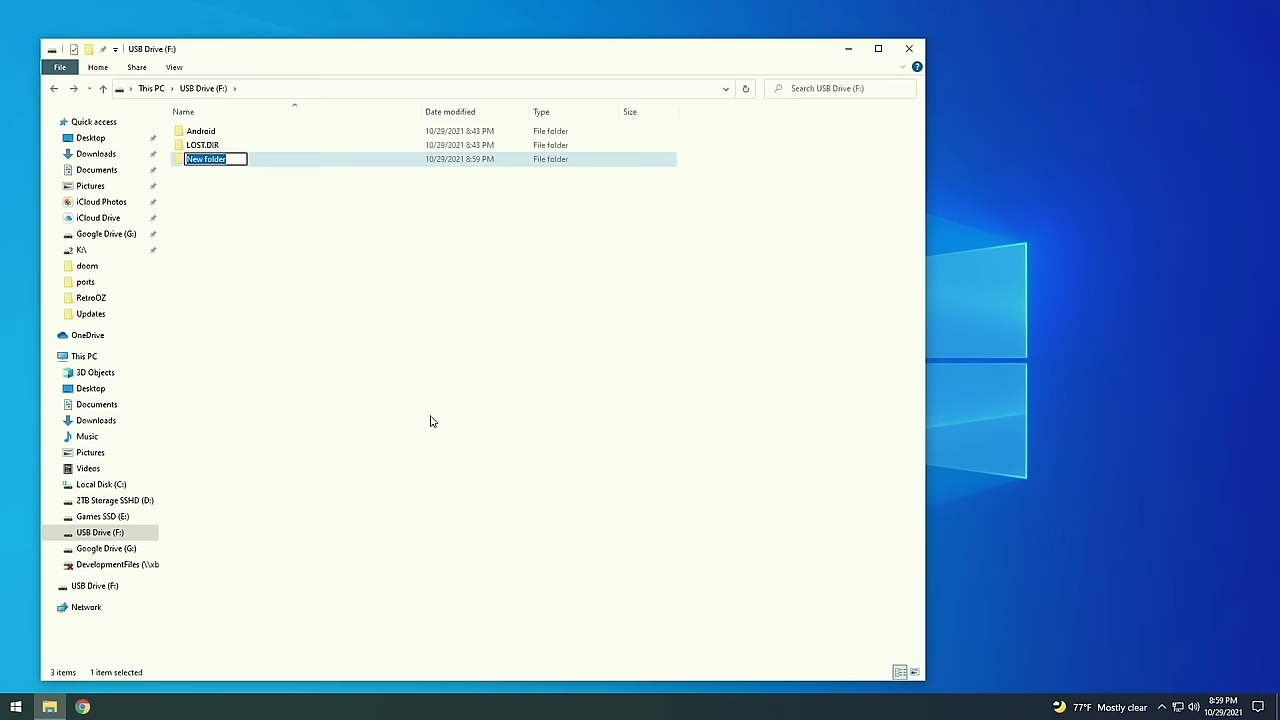 USB Drive (F:)
File
Home
Share
View
This PC
USB Drive (F:)
Search USB Drive (F:)
Name
Date modified
Type
Size
Android
10/29/2021 8:43 PM
File folder
LOST.DIR
10/29/2021 8:43 PM
File folder
New folder
10/29/2021 8:59 PM
File folder
Quick access
Desktop
Downloads
Documents
Pictures
iCloud Photos
iCloud Drive
Google Drive (G:)
K:\
doom
ports
RetroOZ
Updates
OneDrive
This PC
3D Objects
Desktop
Documents
Downloads
Music
Pictures
Videos
Local Disk (C:)
2TB Storage SSHD (D:)
Games SSD (E:)
USB Drive (F:)
Google Drive (G:)
DevelopmentFiles (\\xb
USB Drive (F:)
Network
3 items
1 item selected
77°F Mostly clear
8:59 PM
10/29/2021